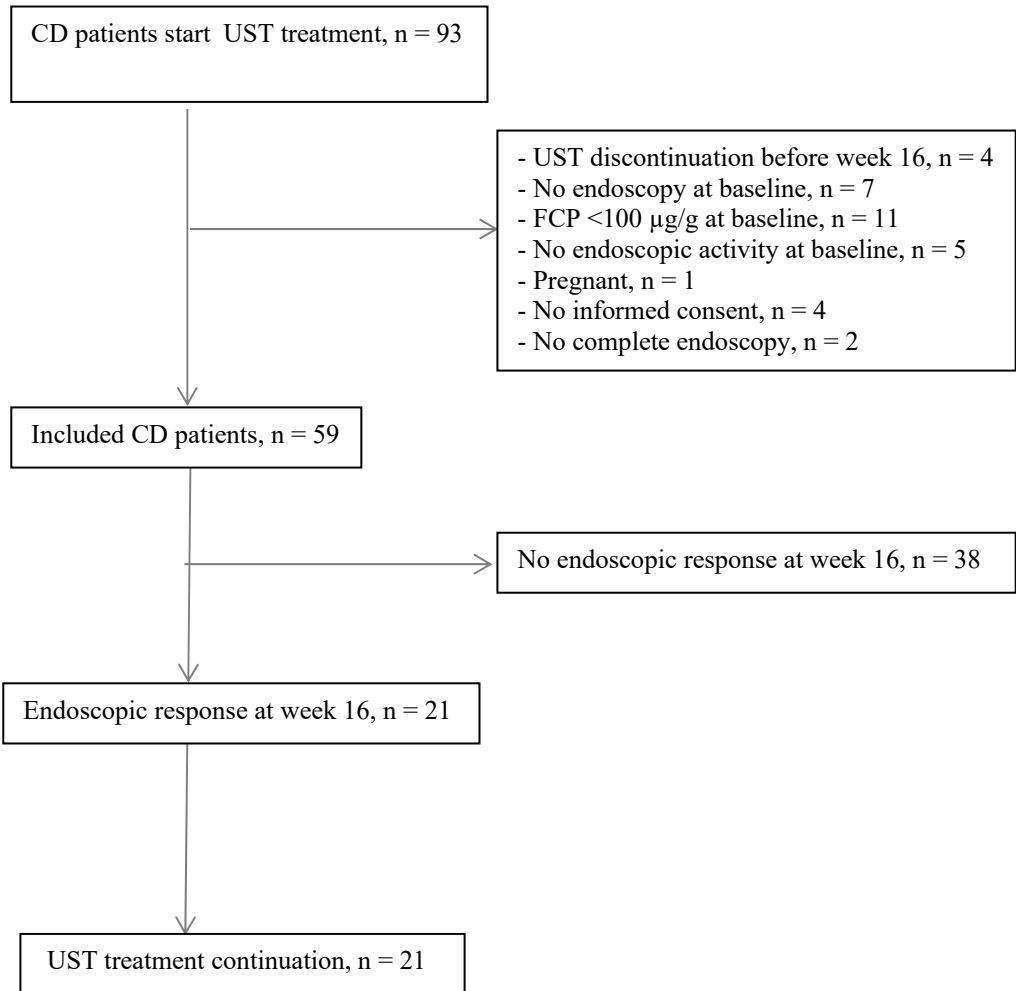 CD patients start UST treatment, n = 93
- UST discontinuation before week 16, n = 4
- No endoscopy at baseline, n = 7
- FCP <100 µg/g at baseline, n = 11
- No endoscopic activity at baseline, n = 5
- Pregnant, n = 1
- No informed consent, n = 4
- No complete endoscopy, n = 2
Included CD patients, n = 59
No endoscopic response at week 16, n = 38
Endoscopic response at week 16, n = 21
UST treatment continuation, n = 21